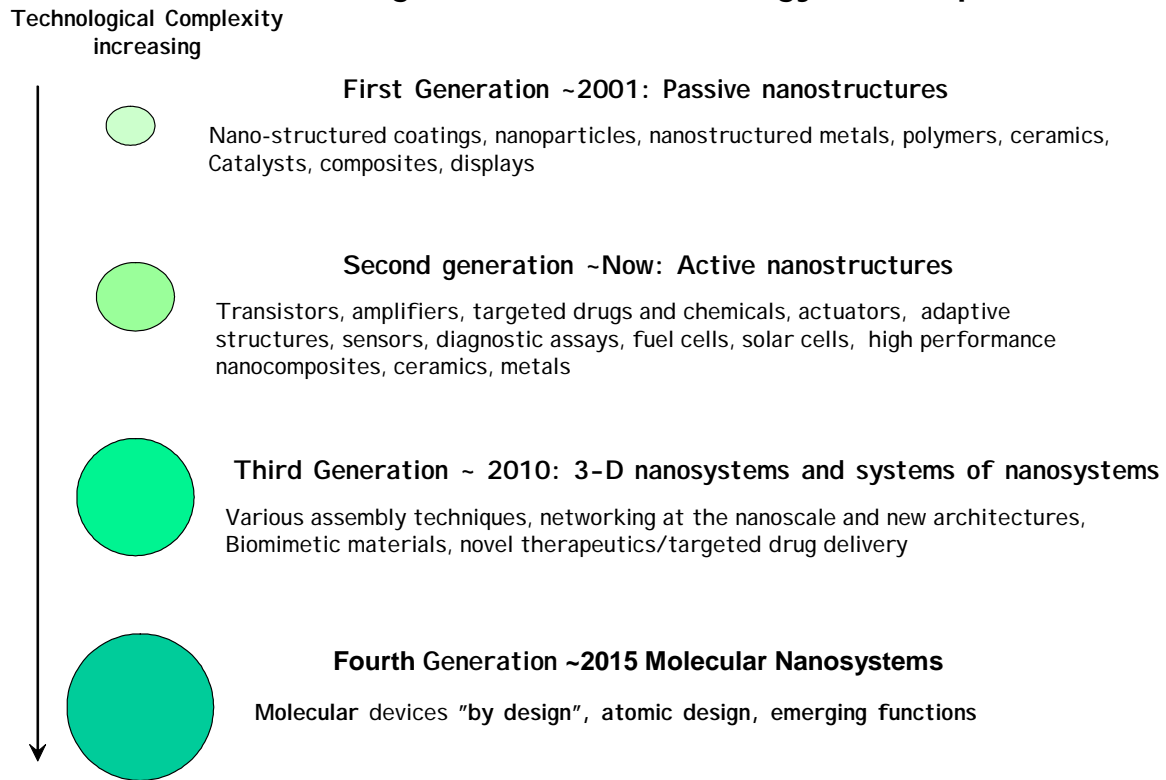 Technological Complexity
increasing
First Generation ~2001: Passive nanostructures
Nano-structured coatings, nanoparticles, nanostructured metals, polymers, ceramics,
Catalysts, composites, displays
Second generation ~Now: Active nanostructures
Transistors, amplifiers, targeted drugs and chemicals, actuators, adaptive
structures, sensors, diagnostic assays, fuel cells, solar cells, high performance
nanocomposites, ceramics, metals
Third Generation ~ 2010: 3-D nanosystems and systems of nanosystems
Various assembly techniques, networking at the nanoscale and new architectures,
Biomimetic materials, novel therapeutics/targeted drug delivery
Fourth Generation ~2015 Molecular Nanosystems
Molecular devices "by design", atomic design, emerging functions